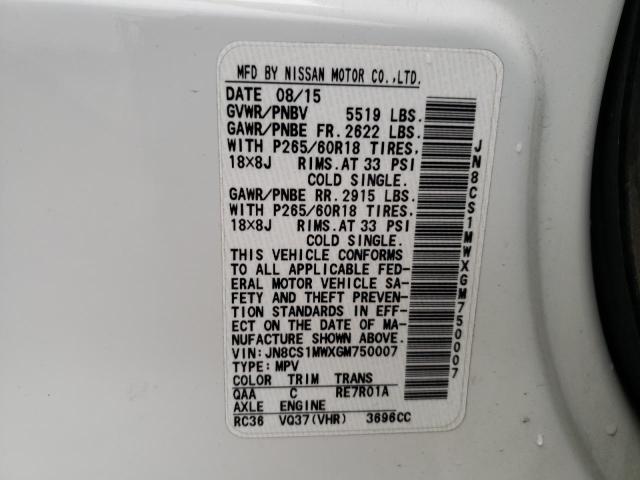 MFD BY NISSAN MOTOR CO.,LTD.
DATE 08/15
GVWR/PNBV 5519 LBS.
GAWR/PNBE FR. 2622 LBS.
WITH P265/60R18 TIRES.
18X8J RIMS. AT 33 PSI
COLD SINGLE.
GAWR/PNBE RR. 2915 LBS.
WITH P265/60R18 TIRES.
18X8J RIMS. AT 33 PSI
COLD SINGLE.
THIS VEHICLE CONFORMS
TO ALL APPLICABLE FED-
ERAL MOTOR VEHICLE SA-
FETY AND THEFT PREVEN-
TION STANDARDS IN EFF-
ECT ON THE DATE OF MA-
NUFACTURE SHOWN ABOVE.
VIN: JN8CS1MWXGM750007
TYPE: MPV
COLOR TRIM TRANS
QAA C RE7R01A
AXLE ENGINE
RC36 VQ37(VHR) 3696CC
JN8CS1MWXGM750007